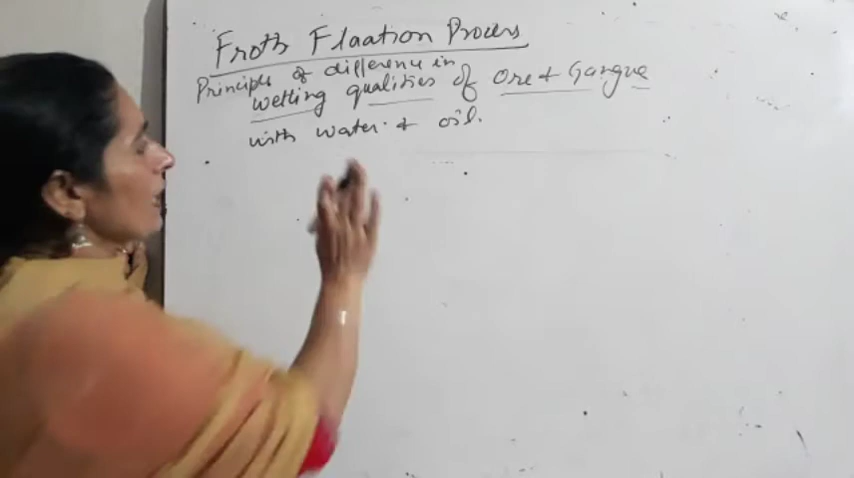 Froth Flaation Process
Principle of difference in
wetting qualities of Ore & Gangue
with water & oil.